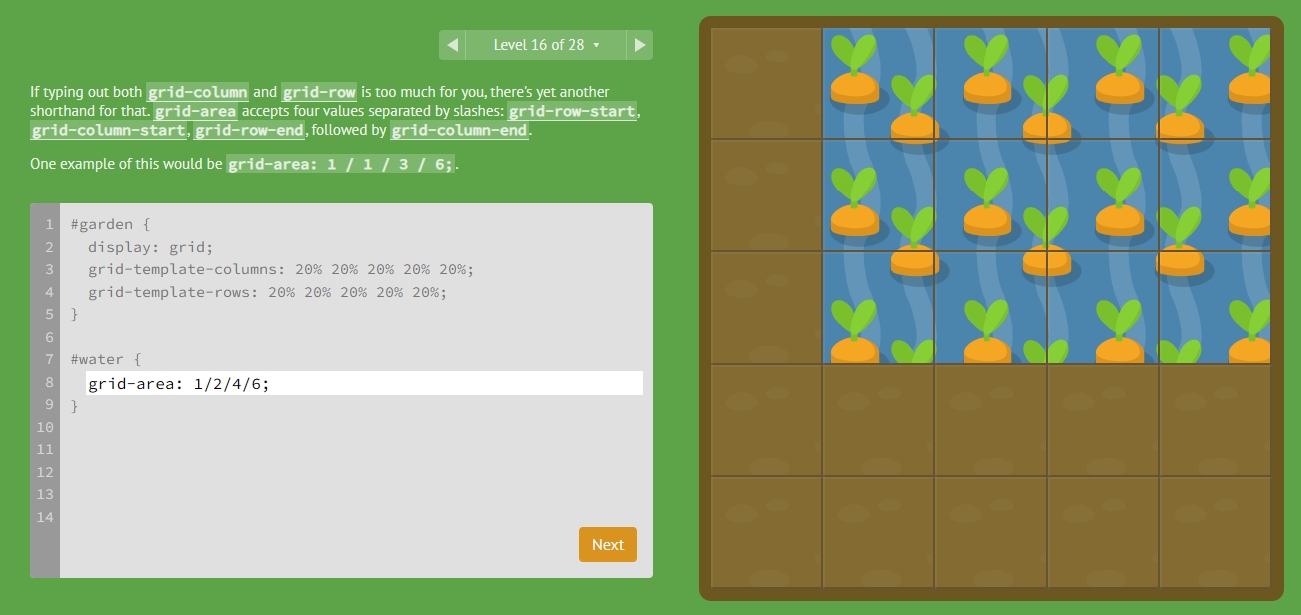 Level 16 of 28
If typing out both grid-column and grid-row is too much for you, there's yet another
shorthand for that. grid-area accepts four values separated by slashes: grid-row-start,
grid-column-start, grid-row-end, followed by grid-column-end.
One example of this would be grid-area: 1 / 1 / 3 / 6;.
1 #garden {
2 display: grid;
3 grid-template-columns: 20% 20% 20% 20% 20%;
4 grid-template-rows: 20% 20% 20% 20% 20%;
5 }
6
7 #water {
8 grid-area: 1/2/4/6;
9 }
10
11
12
13
14
Next